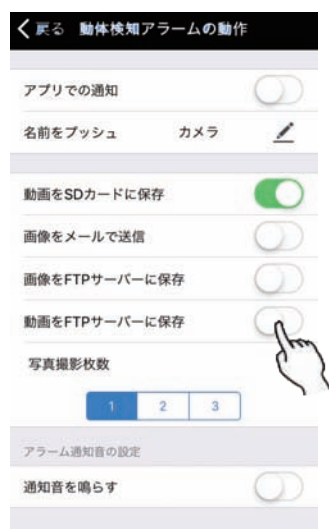 戻る 動体検知アラームの動作
アプリでの通知
名前をプッシュ カメラ
動画をSDカードに保存
画像をメールで送信
画像をFTPサーバーに保存
動画をFTPサーバーに保存
写真撮影枚数
1 2 3
アラーム通知音の設定
通知音を鳴らす